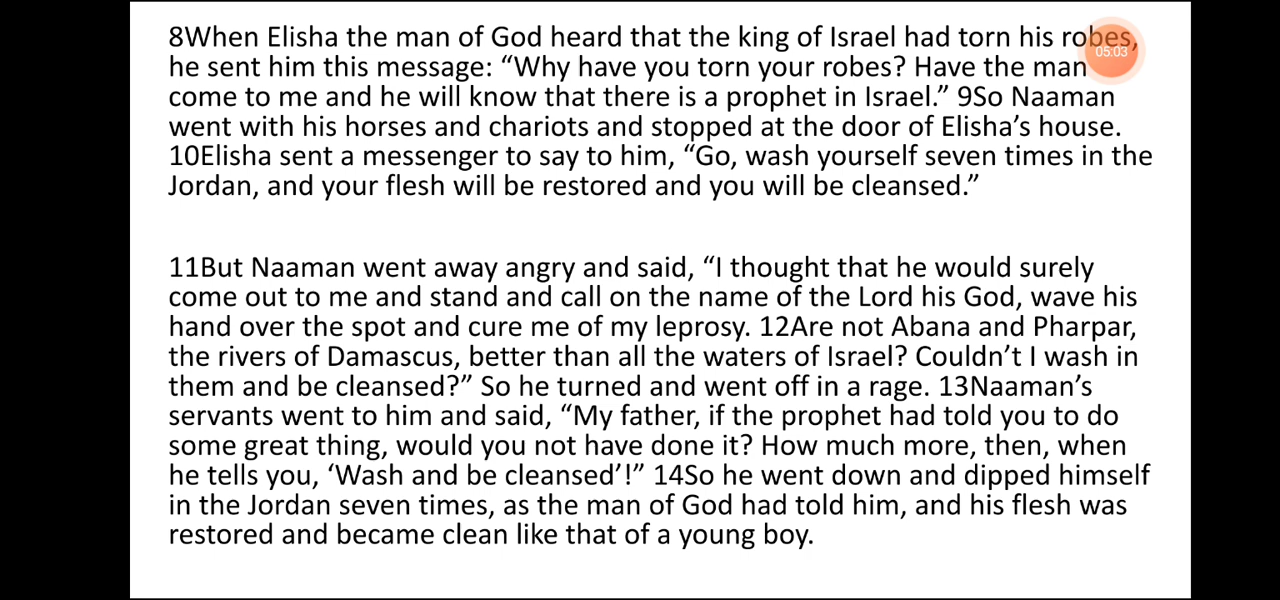 8When Elisha the man of God heard that the king of Israel had torn his robes,
he sent him this message: “Why have you torn your robes? Have the man
come to me and he will know that there is a prophet in Israel.” 9So Naaman
went with his horses and chariots and stopped at the door of Elisha’s house.
10Elisha sent a messenger to say to him, “Go, wash yourself seven times in the
Jordan, and your flesh will be restored and you will be cleansed.”
11But Naaman went away angry and said, “I thought that he would surely
come out to me and stand and call on the name of the Lord his God, wave his
hand over the spot and cure me of my leprosy. 12Are not Abana and Pharpar,
the rivers of Damascus, better than all the waters of Israel? Couldn’t I wash in
them and be cleansed?” So he turned and went off in a rage. 13Naaman’s
servants went to him and said, “My father, if the prophet had told you to do
some great thing, would you not have done it? How much more, then, when
he tells you, ‘Wash and be cleansed’!” 14So he went down and dipped himself
in the Jordan seven times, as the man of God had told him, and his flesh was
restored and became clean like that of a young boy.
05:03